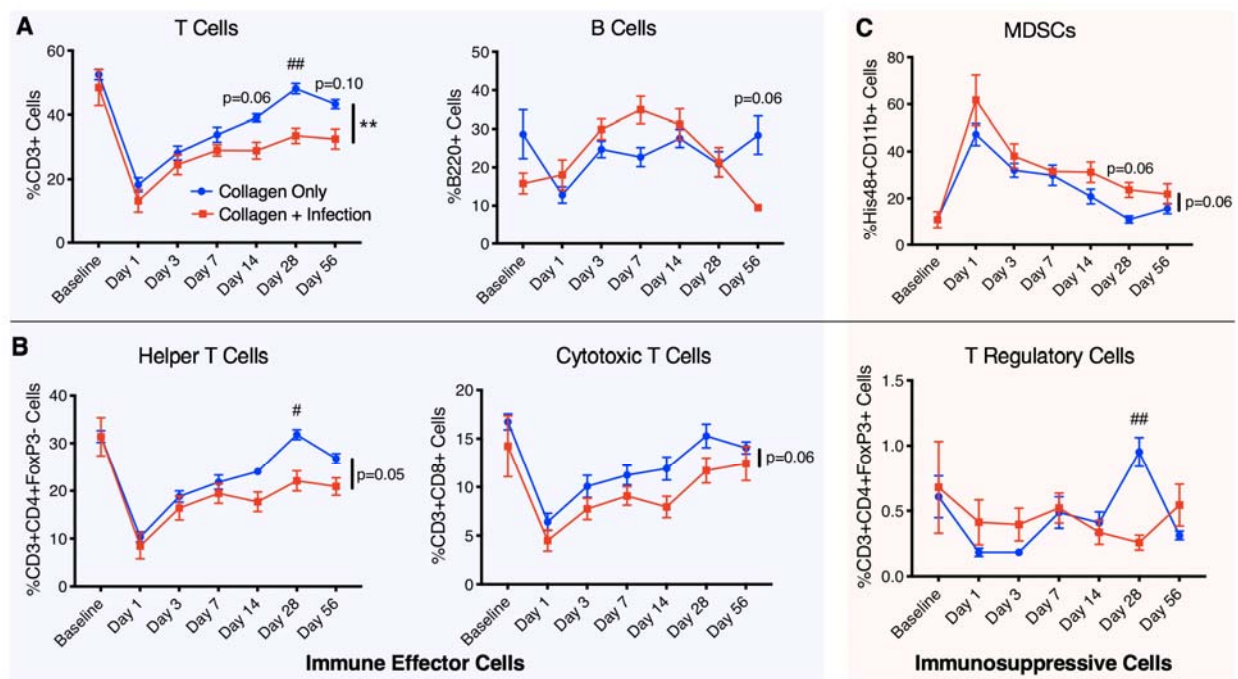 A
T Cells
%CD3+ Cells
60
40
20
0
p=0.06
##
p=0.10
**
Collagen Only
Collagen + Infection
Baseline
Day 1
Day 3
Day 7
Day 14
Day 28
Day 56
B Cells
%B220+ Cells
50
40
30
20
10
0
p=0.06
Baseline
Day 1
Day 3
Day 7
Day 14
Day 28
Day 56
C
MDSCs
%His48+CD11b+ Cells
80
60
40
20
0
p=0.06
p=0.06
Baseline
Day 1
Day 3
Day 7
Day 14
Day 28
Day 56
B
Helper T Cells
%CD3+CD4+FoxP3- Cells
40
30
20
10
0
#
p=0.05
Baseline
Day 1
Day 3
Day 7
Day 14
Day 28
Day 56
Cytotoxic T Cells
%CD3+CD8+ Cells
20
15
10
5
0
p=0.06
Baseline
Day 1
Day 3
Day 7
Day 14
Day 28
Day 56
Immune Effector Cells
T Regulatory Cells
%CD3+CD4+FoxP3+ Cells
1.5
1.0
0.5
0.0
##
Baseline
Day 1
Day 3
Day 7
Day 14
Day 28
Day 56
Immunosuppressive Cells